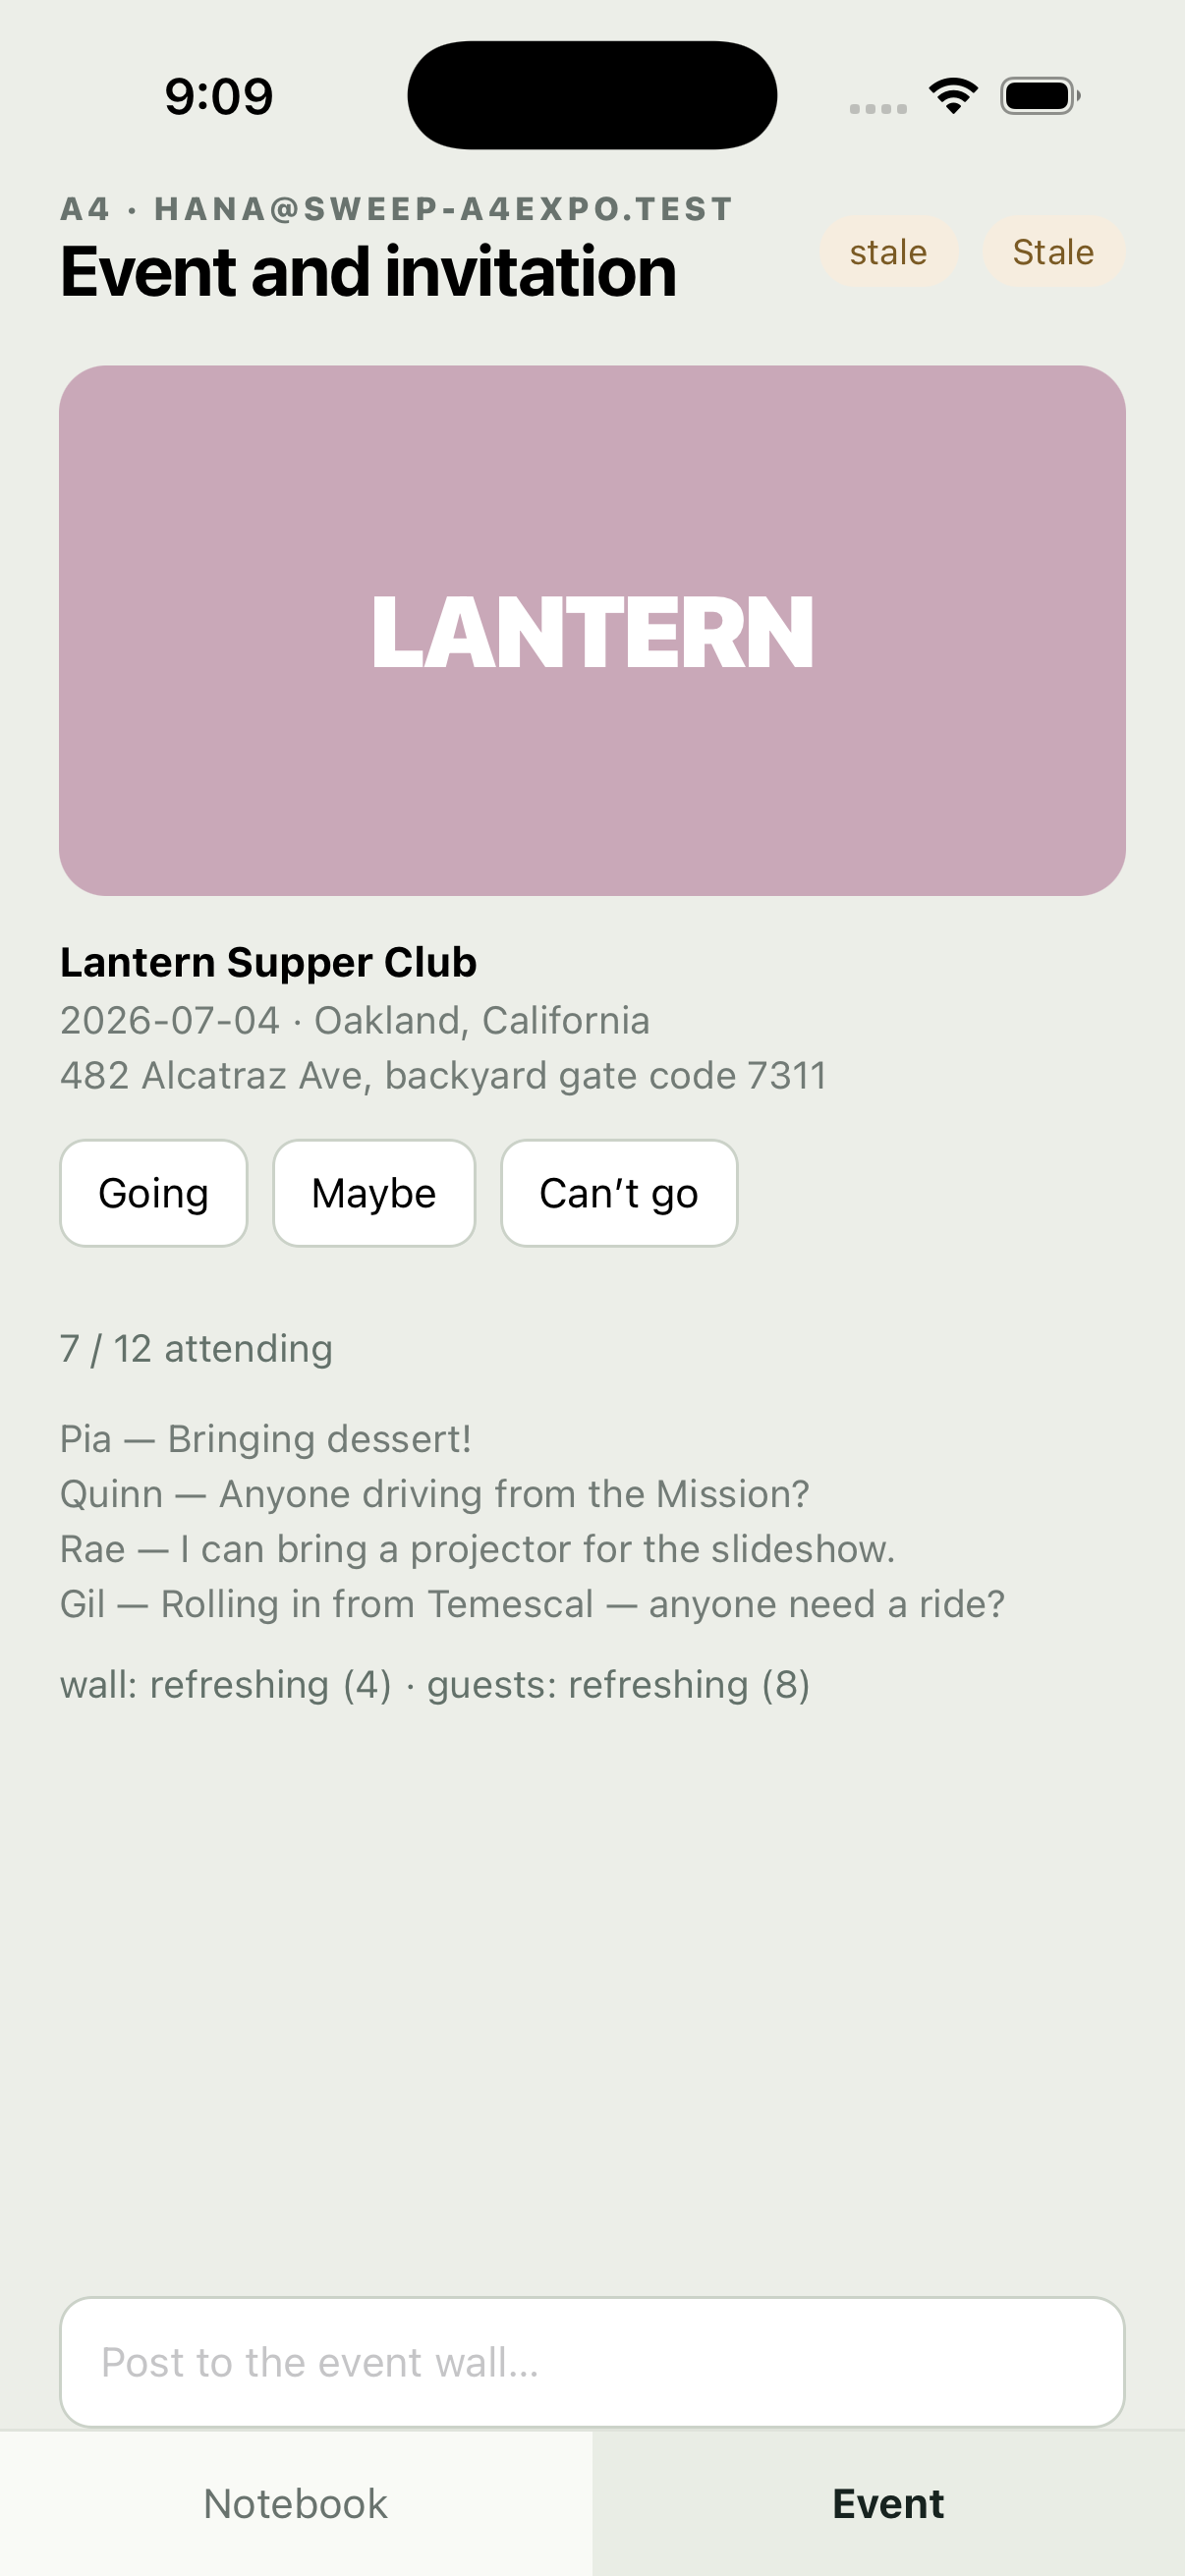 9:09
A4 · HANA@SWEEP-A4EXPO.TEST
Event and invitation
stale
Stale
LANTERN
Lantern Supper Club
2026-07-04 · Oakland, California
482 Alcatraz Ave, backyard gate code 7311
Going
Maybe
Can’t go
7 / 12 attending
Pia — Bringing dessert!
Quinn — Anyone driving from the Mission?
Rae — I can bring a projector for the slideshow.
Gil — Rolling in from Temescal — anyone need a ride?
wall: refreshing (4) · guests: refreshing (8)
Post to the event wall…
Notebook
Event